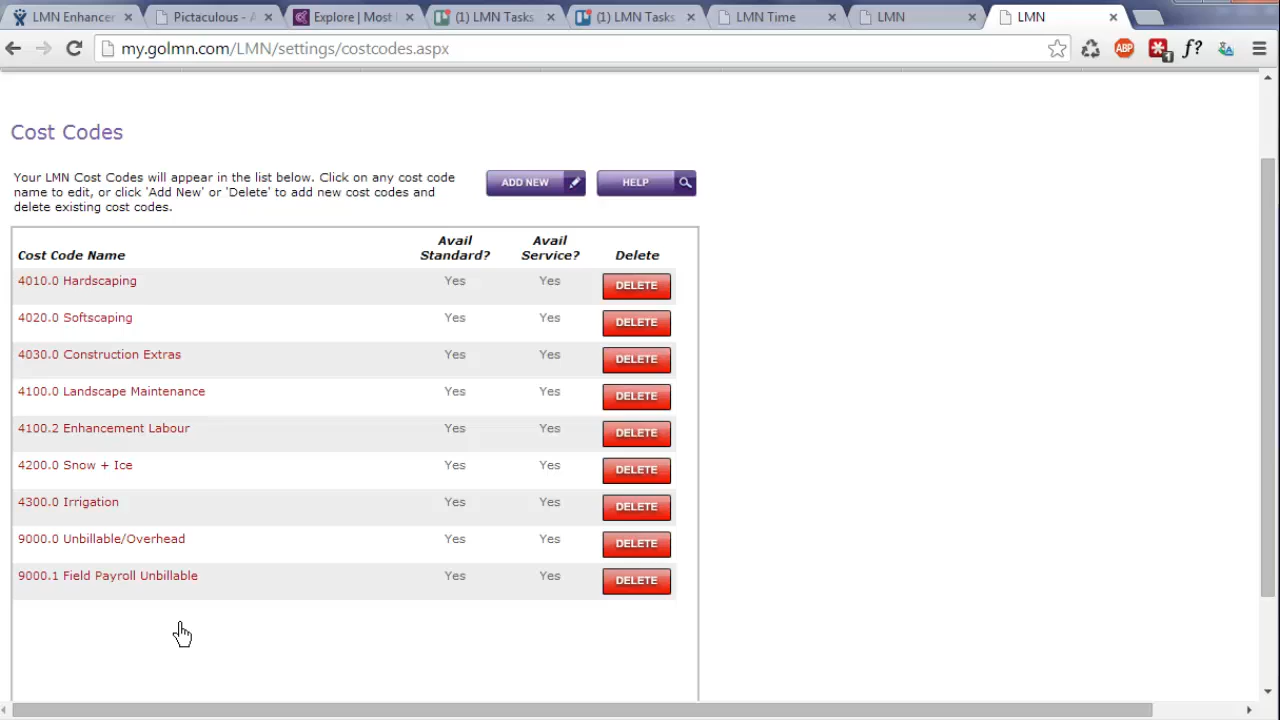 LMN Enhancer
Pictaculous - A
Explore | Most
(1) LMN Tasks
(1) LMN Tasks
LMN Time
LMN
LMN
my.golmn.com/LMN/settings/costcodes.aspx
ABP
1
f?
Cost Codes
Your LMN Cost Codes will appear in the list below. Click on any cost code
name to edit, or click 'Add New' or 'Delete' to add new cost codes and
delete existing cost codes.
ADD NEW
HELP
Cost Code Name
Avail
Standard?
Avail
Service?
Delete
4010.0 Hardscaping Yes Yes DELETE
4020.0 Softscaping Yes Yes DELETE
4030.0 Construction Extras Yes Yes DELETE
4100.0 Landscape Maintenance Yes Yes DELETE
4100.2 Enhancement Labour Yes Yes DELETE
4200.0 Snow + Ice Yes Yes DELETE
4300.0 Irrigation Yes Yes DELETE
9000.0 Unbillable/Overhead Yes Yes DELETE
9000.1 Field Payroll Unbillable Yes Yes DELETE